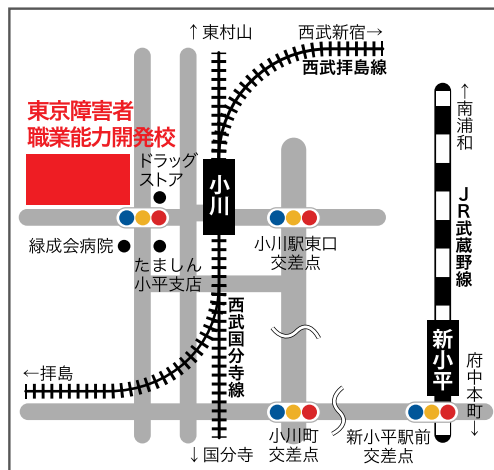 ↑東村山
西武新宿→
西武拝島線
東京障害者
職業能力開発校
↑南浦和
ドラッグ
ストア
小川
JR武蔵野線
緑成会病院
たましん
小平支店
小川駅東口
交差点
西武国分寺線
新小平
府中本町↓
←拝島
小川町
交差点
新小平駅前
交差点
↓国分寺